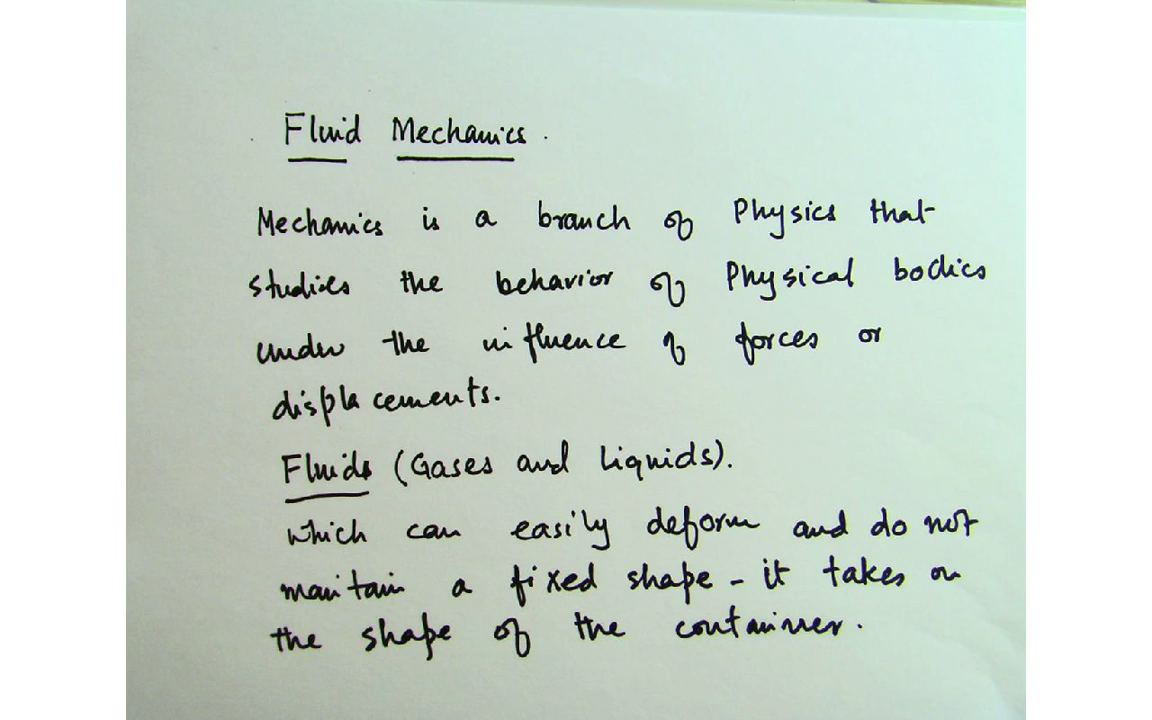 Fluid Mechanics.
Mechanics is a branch of Physics that
studies the behavior of Physical bodies
under the influence of forces or
displacements.
Fluids (Gases and Liquids).
which can easily deform and do not
maintain a fixed shape - it takes on
the shape of the container.